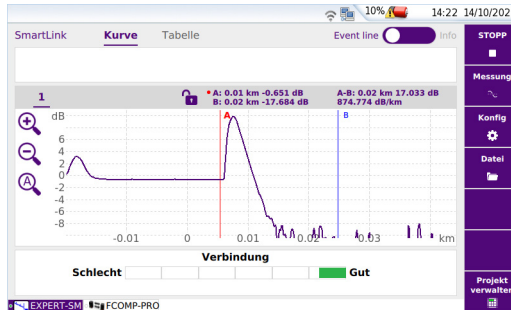 10% 14:22 14/10/202
SmartLink Kurve Tabelle Event line Info STOPP
Messung
1 A: 0.01 km -0.651 dB A-B: 0.02 km 17.033 dB
B: 0.02 km -17.684 dB 874.774 dB/km
dB A B
Konfig
6
4
2
0
-2
-4
-6
-8
Datei
-0.01 0 0.01 0.02 0.03 km
Verbindung
Schlecht Gut
Projekt
verwalter
EXPERT-SM FCOMP-PRO